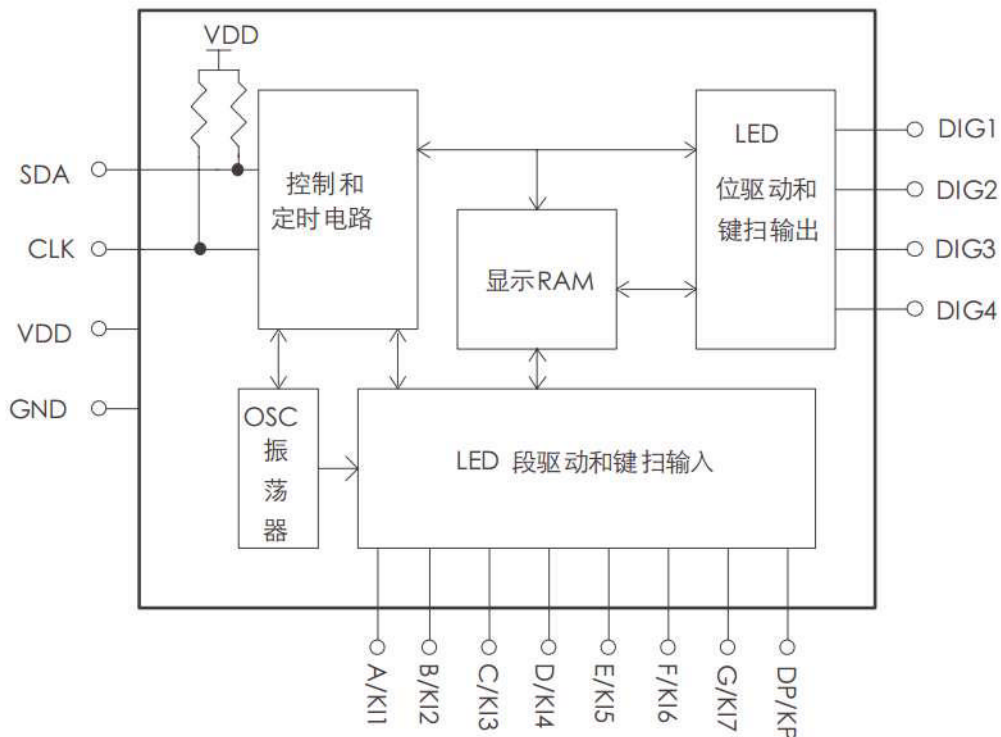 VDD
SDA
CLK
VDD
GND
控制和
定时电路
LED
位驱动和
键扫输出
显示RAM
DIG1
DIG2
DIG3
DIG4
OSC
振
荡
器
LED 段驱动和键扫输入
A/KI1
B/KI2
C/KI3
D/KI4
E/KI5
F/KI6
G/KI7
DP/KP